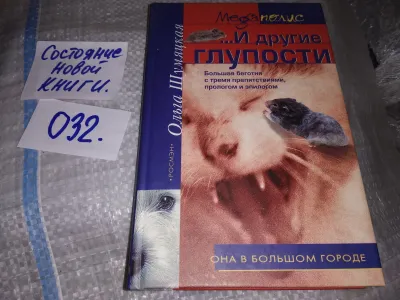 Состояние
новой
книги.
032.
Мегаполис
...И другие
глупости
Большая беготня
с тремя препятствиями,
прологом и эпилогом
Ольга Шумяцкая
•РОСМЭН•
ОНА В БОЛЬШОМ ГОРОДЕ